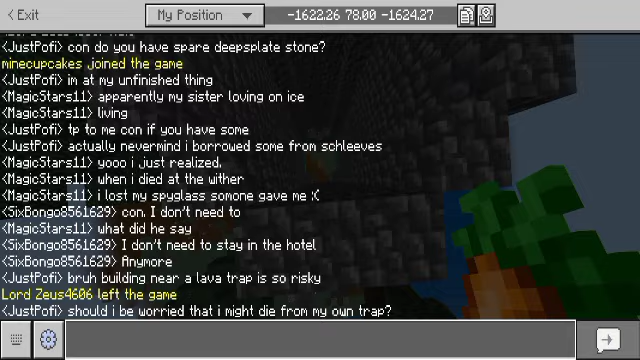 Exit
My Position
-1622.26 78.00 -1624.27
<JustPofi> con do you have spare deepsplate stone?
minecupcakes joined the game
<JustPofi> im at my unfinished thing
<MagicStars11> apparently my sister loving on ice
<MagicStars11> living
<JustPofi> tp to me con if you have some
<JustPofi> actually nevermind i borrowed some from schleeves
<MagicStars11> yooo i just realized.
<MagicStars11> when i died at the wither
<MagicStars11> i lost my spyglass somone gave me :(
<SixBongo8561629> con. I don't need to
<MagicStars11> what did he say
<SixBongo8561629> I don't need to stay in the hotel
<SixBongo8561629> Anymore
<JustPofi> bruh building near a lava trap is so risky
Lord Zeus4606 left the game
<JustPofi> should i be worried that i might die from my own trap?